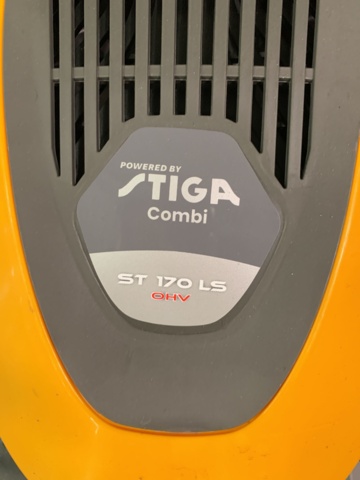 POWERED BY
STIGA
Combi
ST 170 LS
OHV